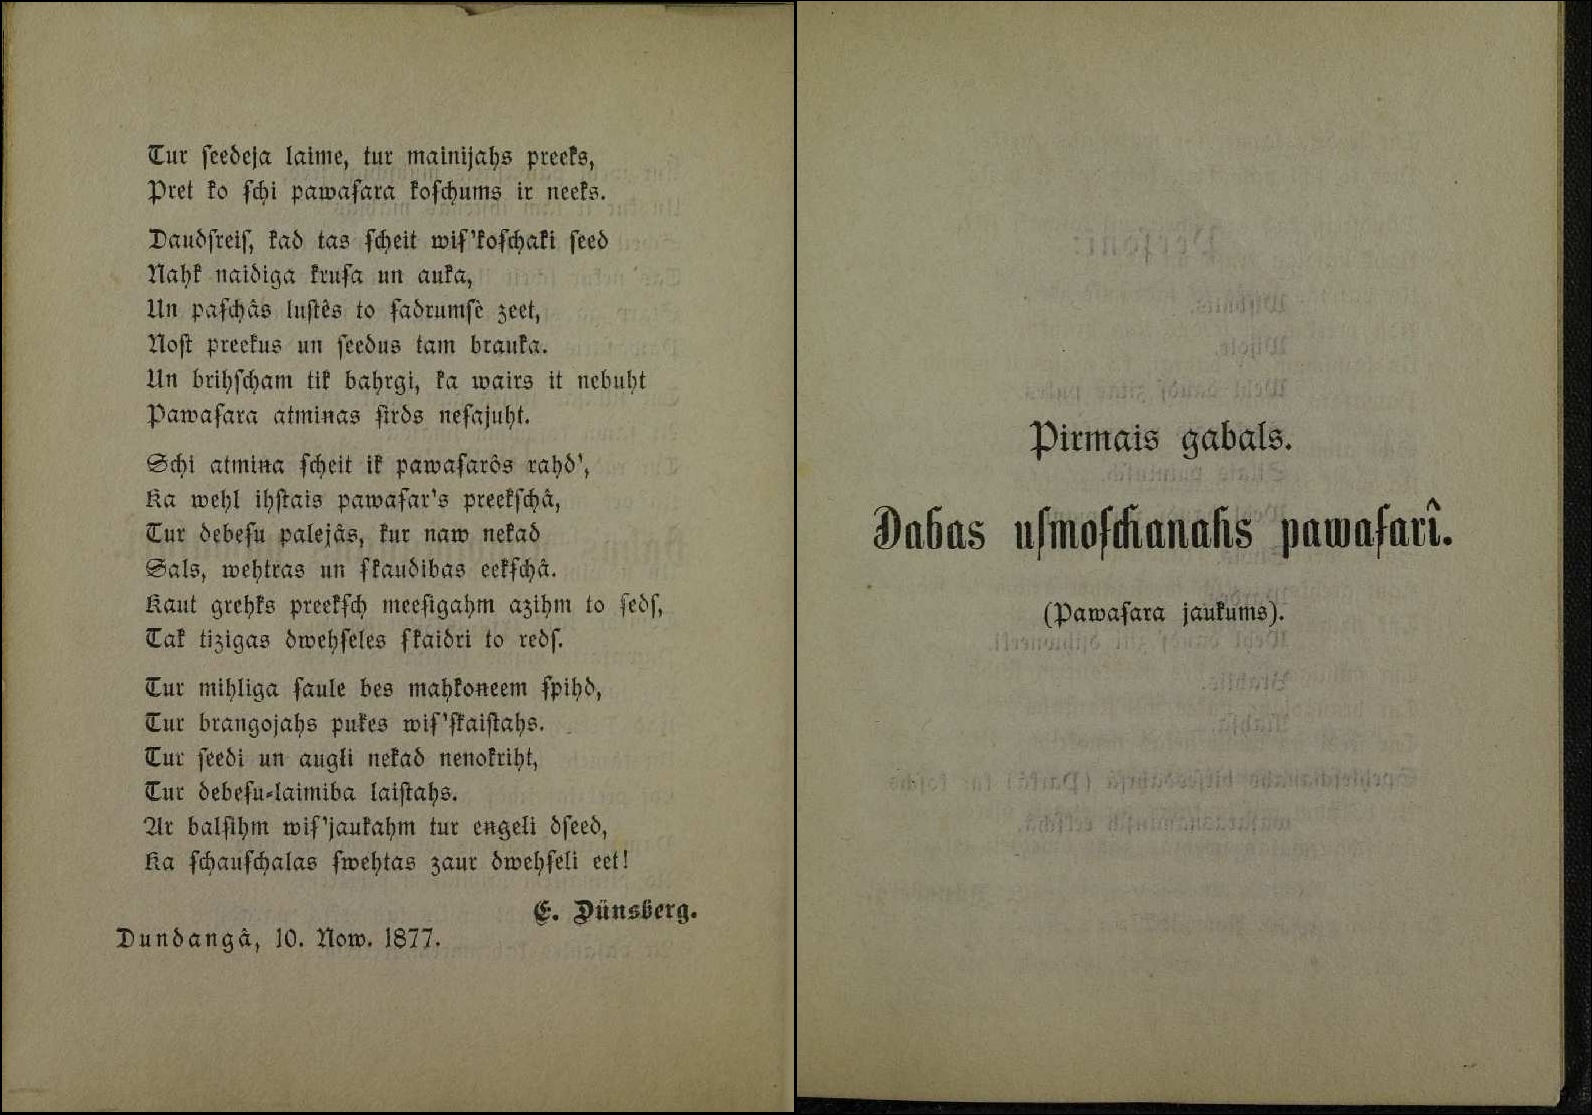 Tur ſeedeja laime, tur mainijahs preeks,
Pret ko ſchi pawaſara koſchums ir neeks.
Daudſreiſ, kad tas ſcheit wiſ'koſchaki ſeed
Nahk naidiga kruſa un auka,
Un paſchâs luſtês to ſadrumſè zeet,
Noſt preekus un ſeedus tam brauka.
Un brihſcham tik bahrgi, ka wairs it nebuht
Pawaſara atminas ſirds neſajuht.
Schi atmina ſcheit ik pawaſarôs rahd',
Ka wehl ihſtais pawaſar's preekſchâ,
Tur debeſu palejâs, kur naw nekad
Sals, wehtras un ſkaudibas eekſchâ.
Kaut grehks preekſch meeſigahm azihm to ſedſ,
Tak tizigas dwehſeles ſkaidri to redſ.
Tur mihliga ſaule bes mahkoneem ſpihd,
Tur brangojahs pukes wiſ'ſkaiſtahs.
Tur ſeedi un augli nekad nenokriht,
Tur debeſu-laimiba laiſtahs.
Ar balſihm wiſ'jaukahm tur engeli dſeed,
Ka ſchauſchalas ſwehtas zaur dwehſeli eet!
E. Dünsberg.
Dundangâ, 10. Now. 1877.
Pirmais gabals.
Dabas uſmoſchanahs pawaſarî.
(Pawaſara jaukums).